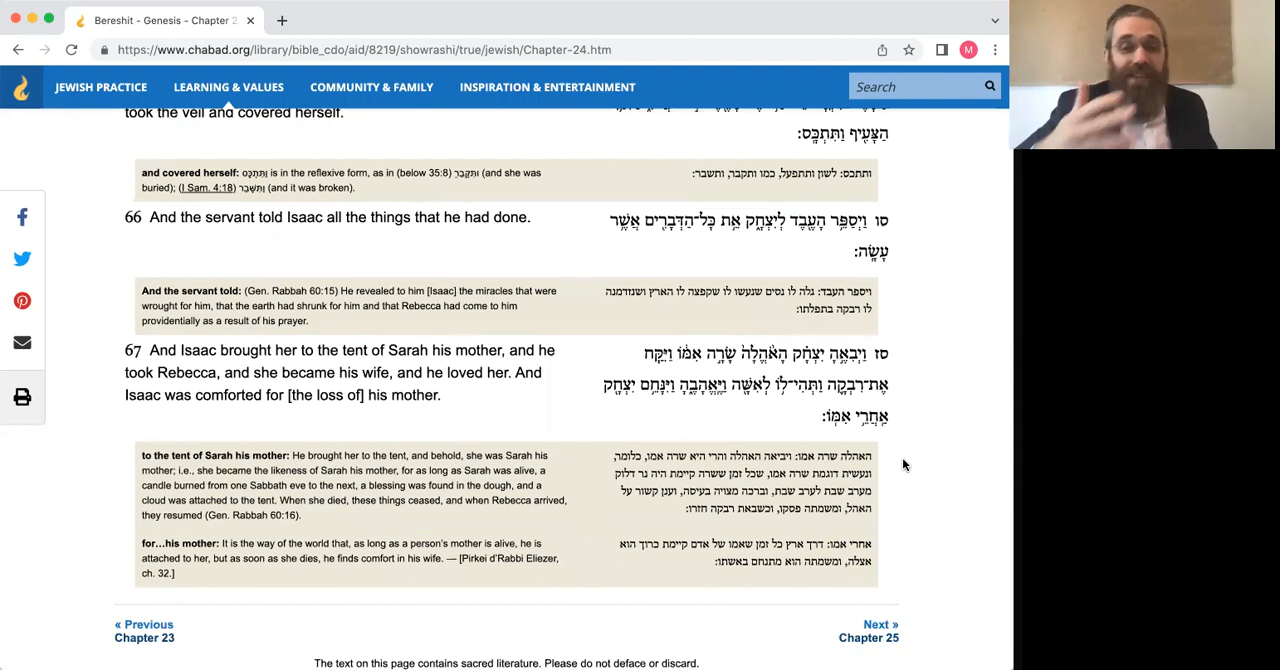 Bereshit - Genesis - Chapter 2
https://www.chabad.org/library/bible_cdo/aid/8219/showrashi/true/jewish/Chapter-24.htm
M
JEWISH PRACTICE
LEARNING & VALUES
COMMUNITY & FAMILY
INSPIRATION & ENTERTAINMENT
Search
took the veil and covered herself.
הַצָּעִ֖יף וַתִּתְכָּֽס:
and covered herself: וַתִּתְכָּס is in the reflexive form, as in (below 35:8) וַתִּקָּבֵר (and she was
buried); (I Sam. 4:18) וַתִּשָּׁבֵר (and it was broken).
ותתכס: לשון ותתפעל, כמו ותקבר, ותשבר:
66 And the servant told Isaac all the things that he had done.
סו וַיְסַפֵּ֥ר הָעֶ֖בֶד לְיִצְחָ֑ק אֵ֥ת כָּל־הַדְּבָרִ֖ים אֲשֶׁ֥ר
עָשָֽׂה:
And the servant told: (Gen. Rabbah 60:15) He revealed to him [Isaac] the miracles that were
wrought for him, that the earth had shrunk for him and that Rebecca had come to him
providentially as a result of his prayer.
ויספר העבד: גלה לו נסים שנעשו לו שקפצה לו הארץ ושנזדמנה
לו רבקה בתפלתו:
67 And Isaac brought her to the tent of Sarah his mother, and he
took Rebecca, and she became his wife, and he loved her. And
Isaac was comforted for [the loss of] his mother.
סז וַיְבִאֶ֣הָ יִצְחָ֗ק הָאֹ֨הֱלָה֙ שָׂרָ֣ה אִמּ֔וֹ וַיִּקַּ֧ח
אֶת־רִבְקָ֛ה וַתְּהִי־ל֥וֹ לְאִשָּׁ֖ה וַיֶּֽאֱהָבֶ֑הָ וַיִּנָּחֵ֥ם יִצְחָ֖ק
אַֽחֲרֵ֥י אִמּֽוֹ:
to the tent of Sarah his mother: He brought her to the tent, and behold, she was Sarah his
mother; i.e., she became the likeness of Sarah his mother, for as long as Sarah was alive, a
candle burned from one Sabbath eve to the next, a blessing was found in the dough, and a
cloud was attached to the tent. When she died, these things ceased, and when Rebecca arrived,
they resumed (Gen. Rabbah 60:16).
האהלה שרה אמו: ויביאה האהלה והרי היא שרה אמו, כלומר,
ונעשית דוגמת שרה אמו, שכל זמן ששרה קיימת היה נר דלוק
מערב שבת לערב שבת, וברכה מצויה בעיסה, וענן קשור על
האהל, ומשמתה פסקו, וכשבאת רבקה חזרו:
for…his mother: It is the way of the world that, as long as a person's mother is alive, he is
attached to her, but as soon as she dies, he finds comfort in his wife. — [Pirkei d'Rabbi Eliezer,
ch. 32.]
אחרי אמו: דרך ארץ כל זמן שאמו של אדם קיימת כרוך הוא
אצלה, ומשמתה הוא מתנחם באשתו:
« Previous
Chapter 23
Next »
Chapter 25
The text on this page contains sacred literature. Please do not deface or discard.